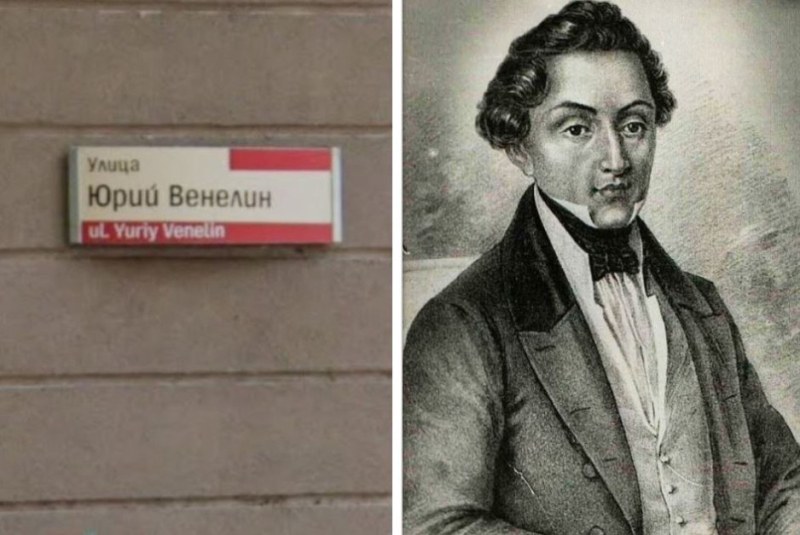 Улица
Юрий Венелин
ul. Yuriy Venelin